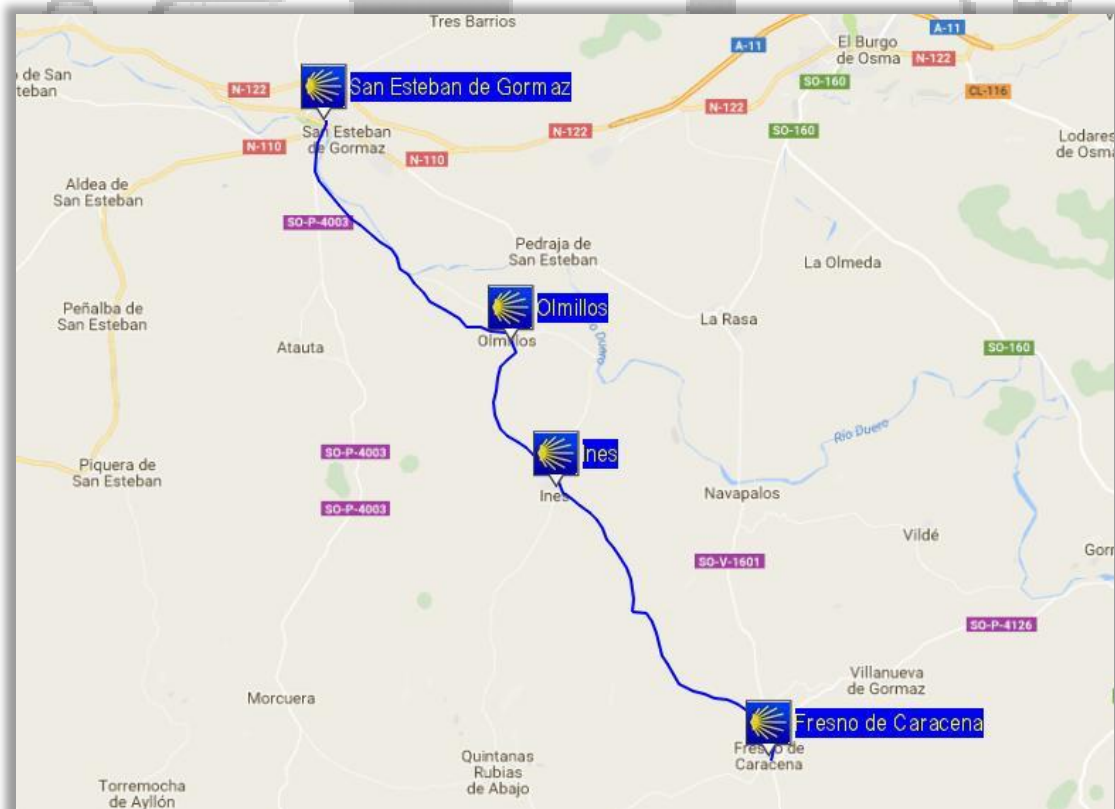 Tres Barrios
A-11
A-11
El Burgo
de Osma
N-122
San Esteban de Gormaz
N-122
SO-160
CL-116
N-122
San Esteban
de Gormaz
N-110
N-110
N-122
SO-160
Lodares
de Osma
Aldea de
San Esteban
SO-P-4003
Pedraja de
San Esteban
La Olmeda
Olmillos
Peñalba de
San Esteban
La Rasa
Olmillos
Atauta
SO-160
Río Duero
SO-P-4003
Ines
Piquera de
San Esteban
Ines
Navapalos
SO-P-4003
Vildé
SO-V-1601
SO-P-4126
Villanueva
de Gormaz
Morcuera
Fresno de Caracena
Fresno de
Caracena
Quintanas
Rubias
de Abajo
Torremocha
de Ayllón